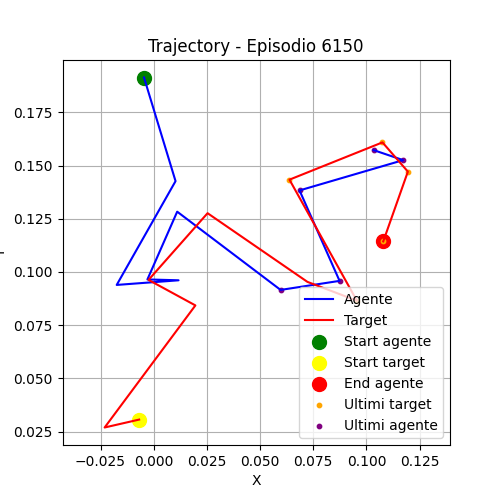 Trajectory - Episodio 6150
0.175
0.150
0.125
0.100
0.075
0.050
0.025
−0.025
0.000
0.025
0.050
0.075
0.100
0.125
X
Agente
Target
Start agente
Start target
End agente
Ultimi target
Ultimi agente